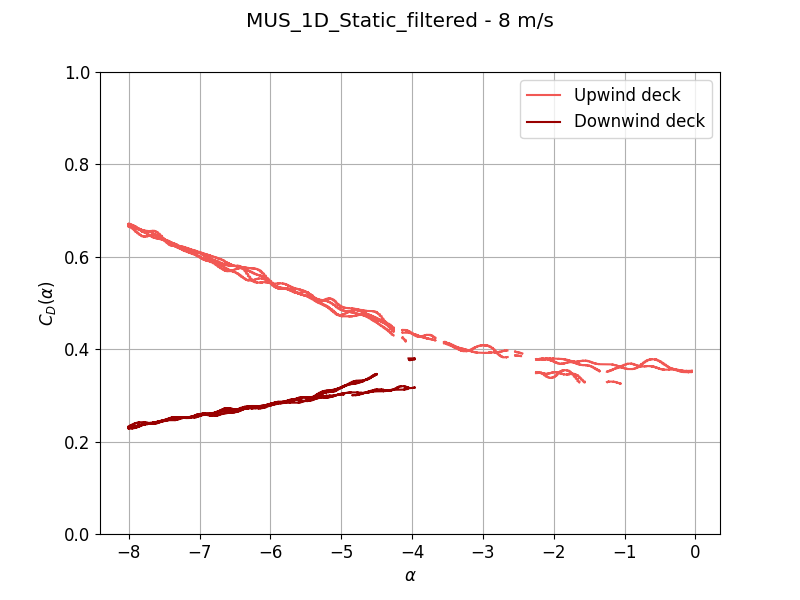 MUS_1D_Static_filtered - 8 m/s
Upwind deck
Downwind deck
1.0
0.8
0.6
0.4
0.2
0.0
C_D(α)
−8 −7 −6 −5 −4 −3 −2 −1 0
α